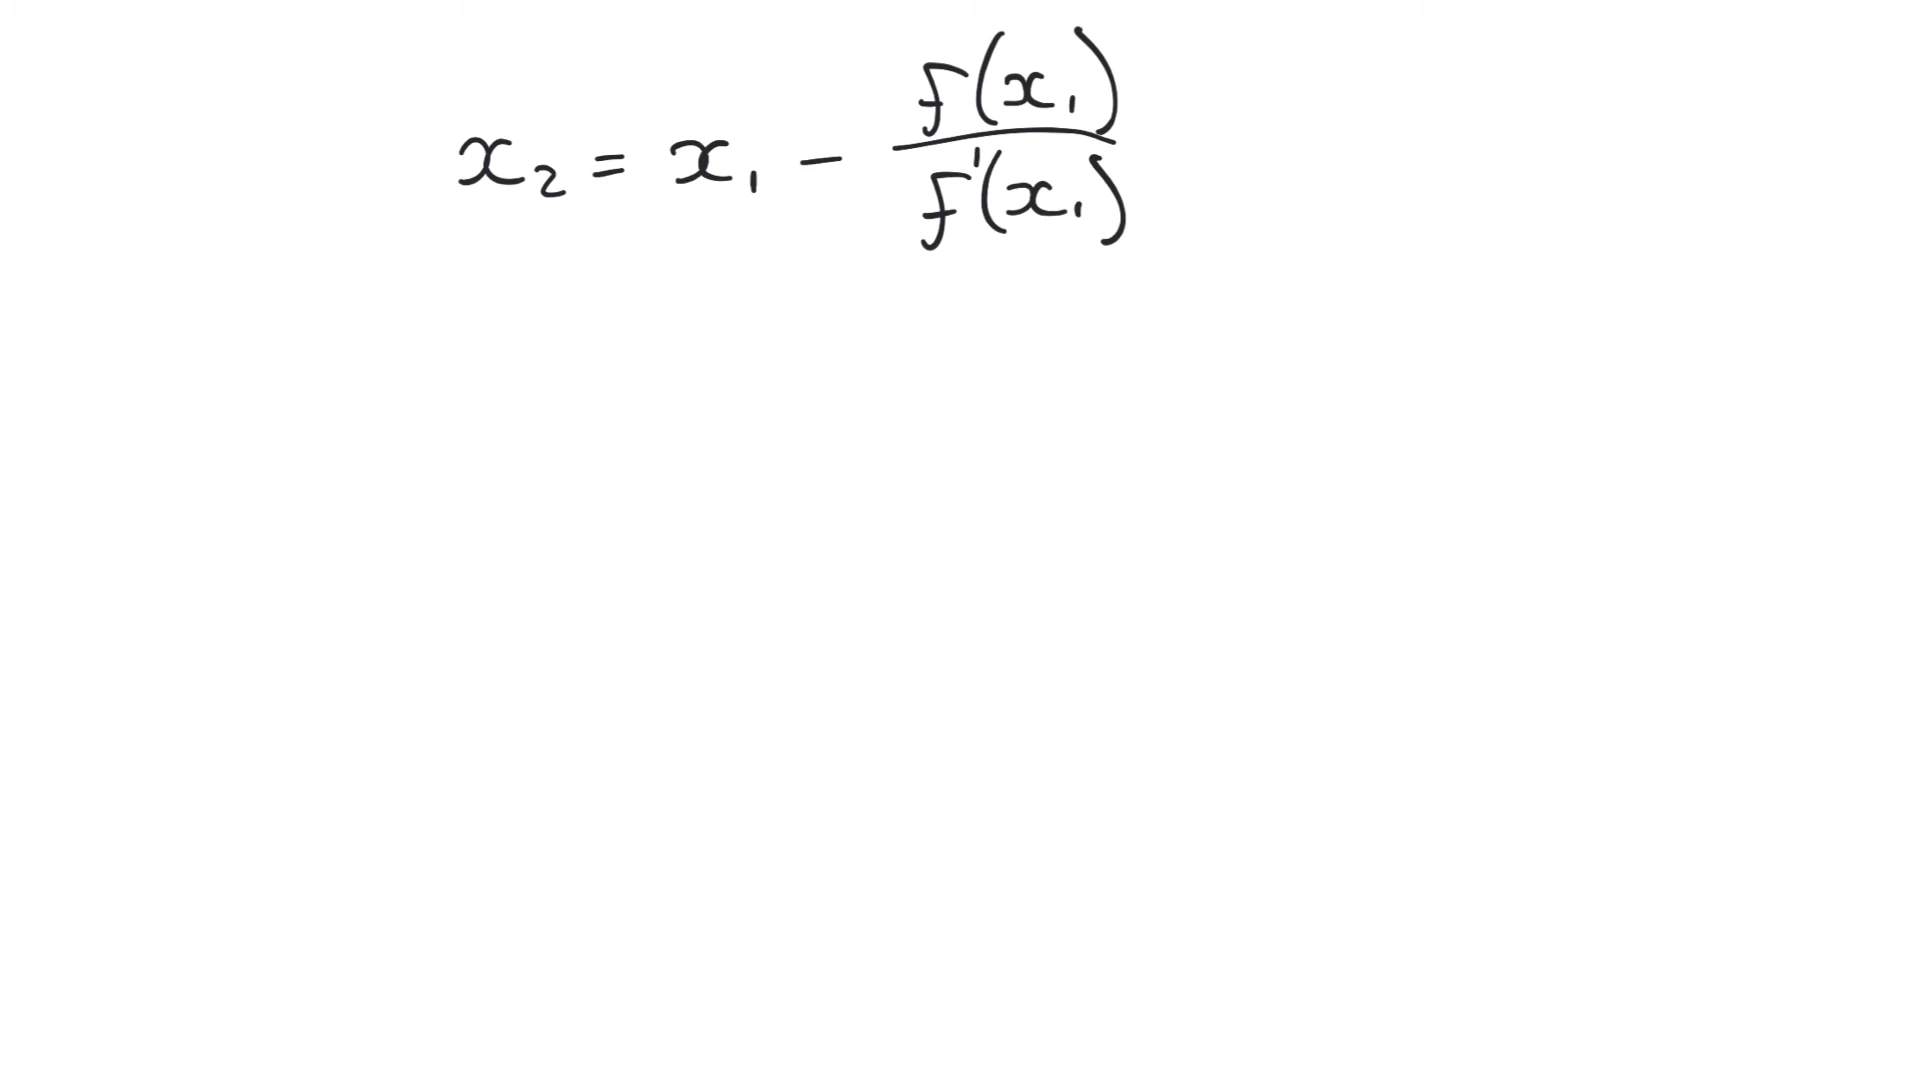 x₂ = x₁ - f(x₁)/f'(x₁)